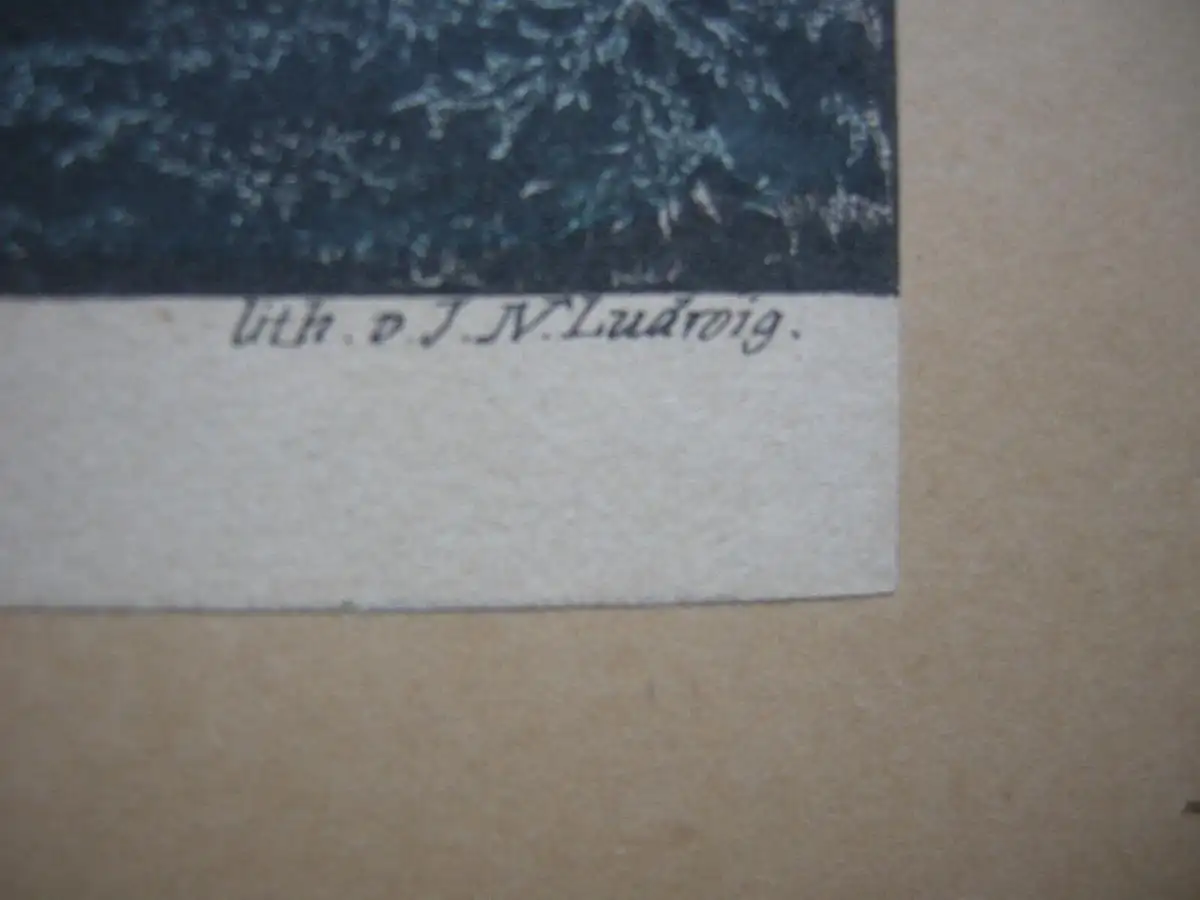 lith. v. J. N. Ludwig.